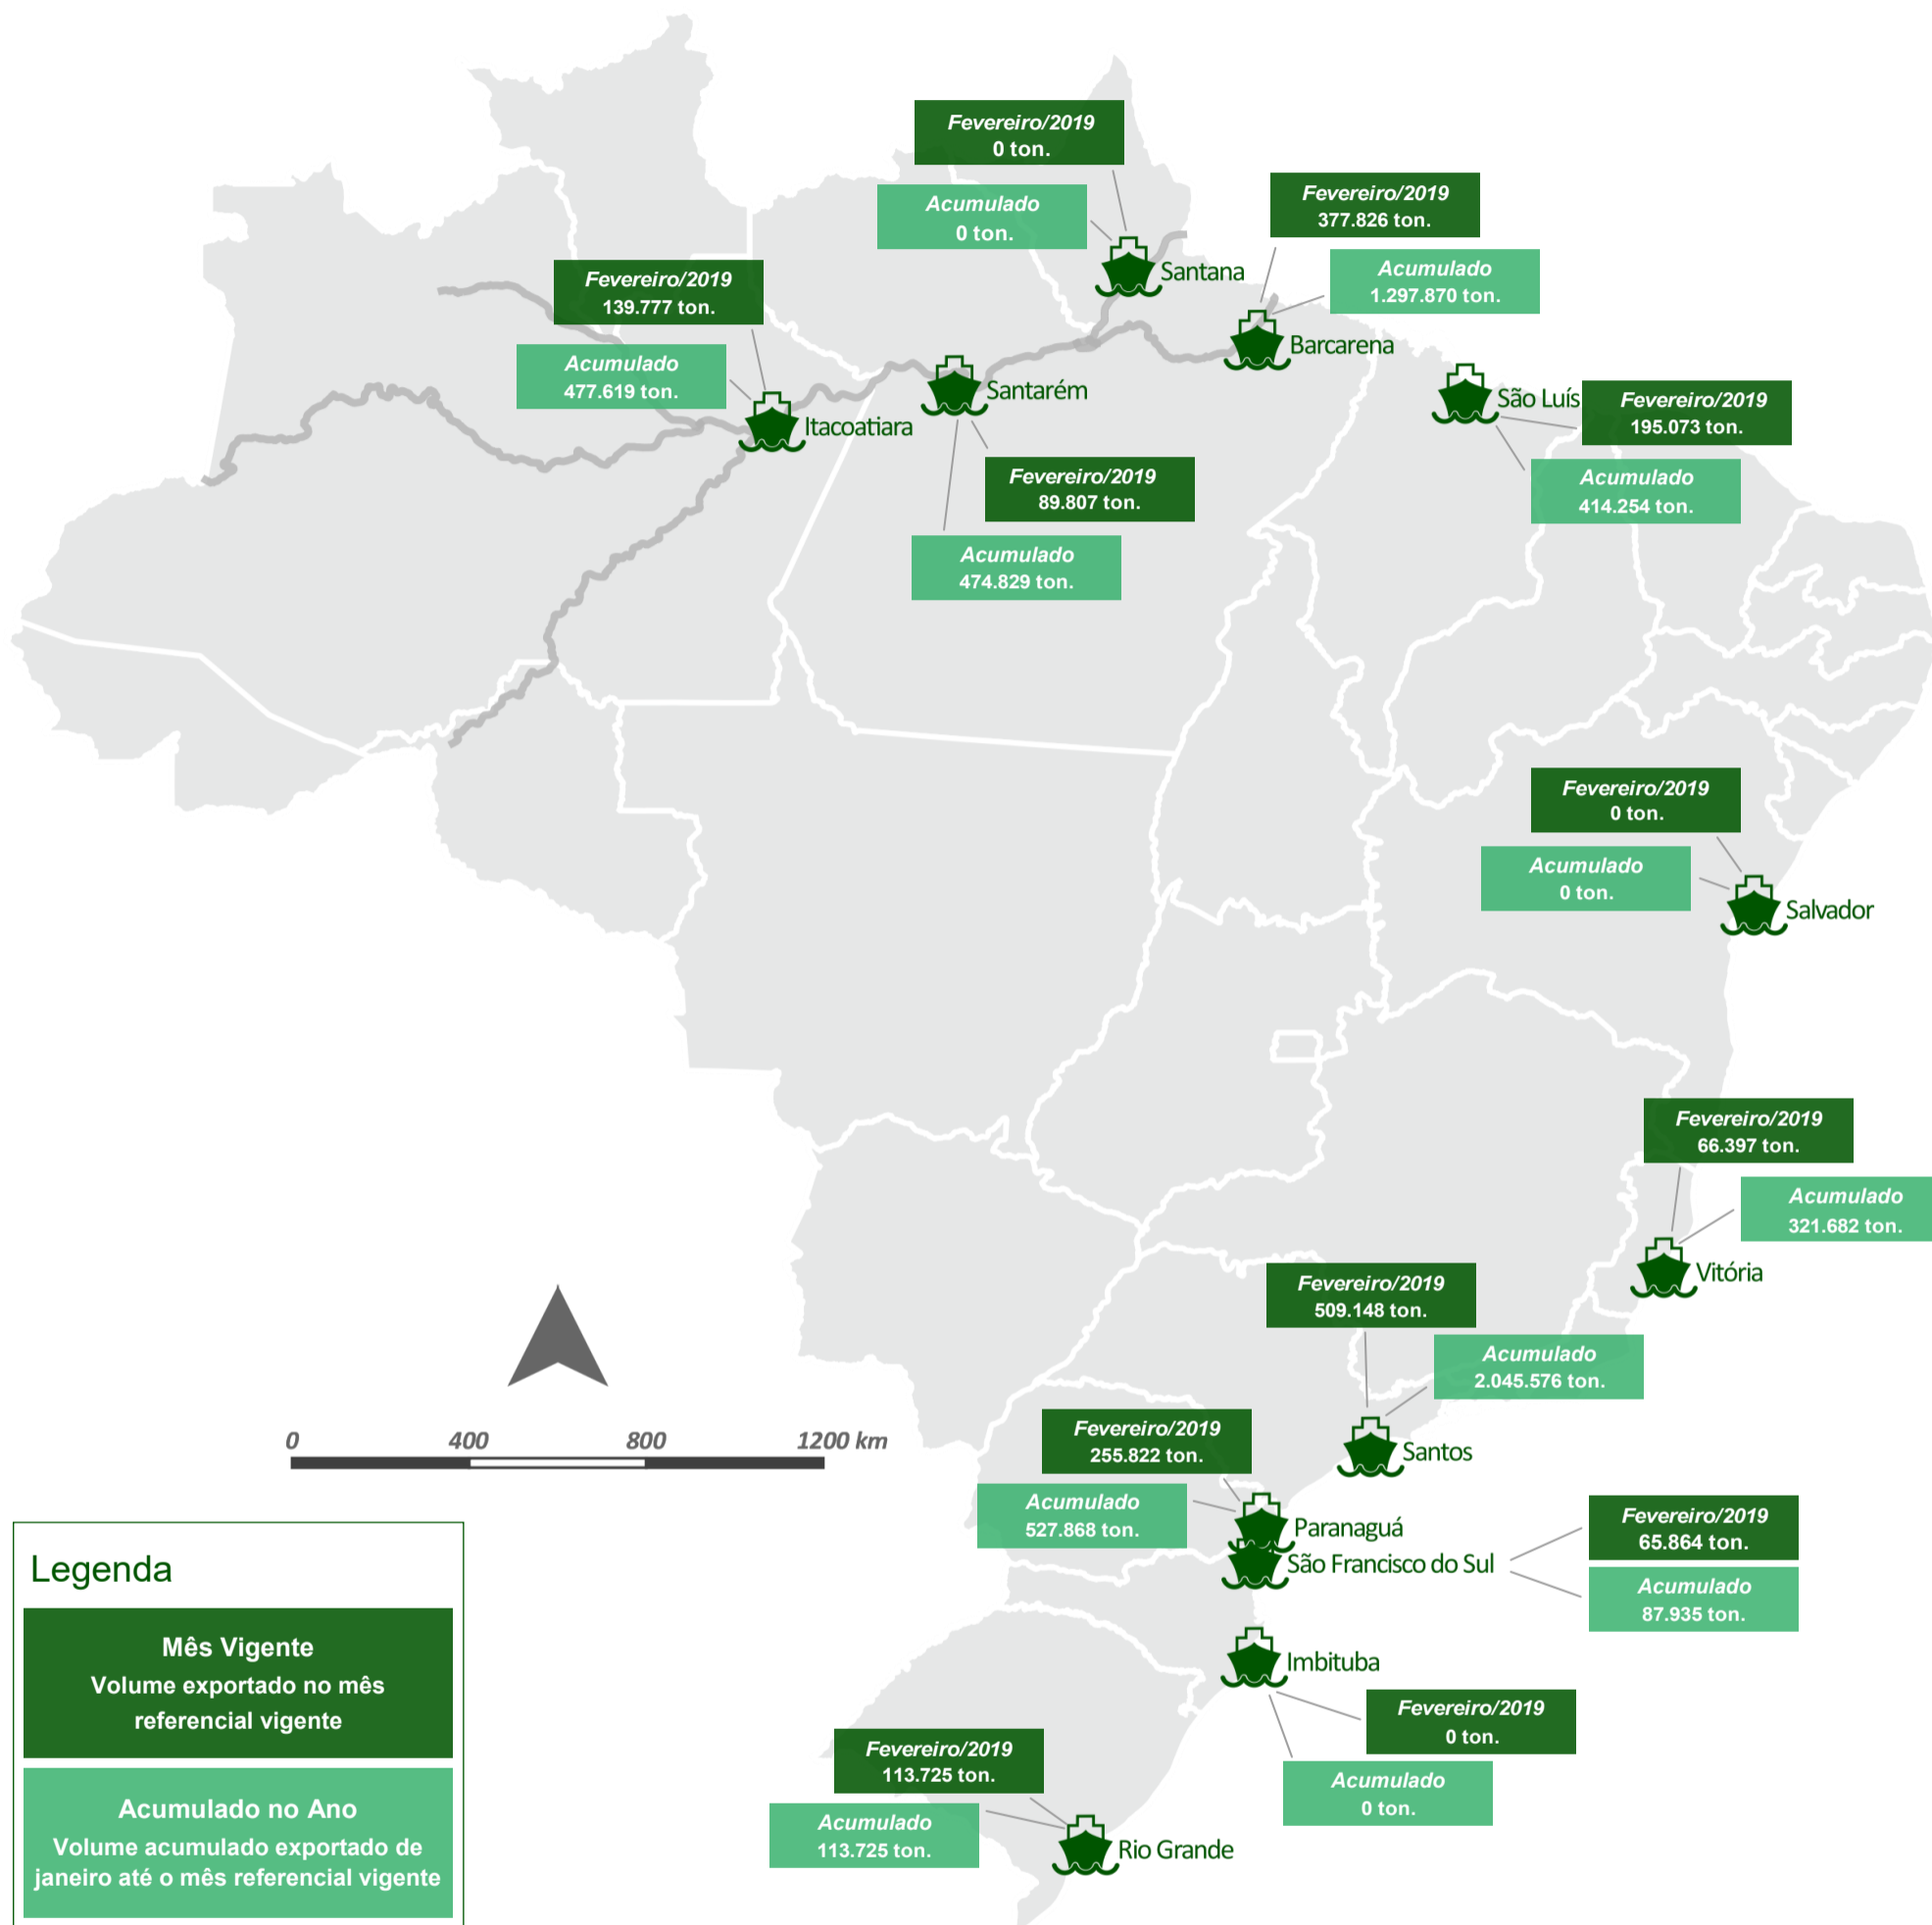 Fevereiro/2019
0 ton.
Acumulado
0 ton.
Santana
Fevereiro/2019
377.826 ton.
Acumulado
1.297.870 ton.
Barcarena
Fevereiro/2019
139.777 ton.
Acumulado
477.619 ton.
Itacoatiara
Santarém
Fevereiro/2019
89.807 ton.
Acumulado
474.829 ton.
São Luís
Fevereiro/2019
195.073 ton.
Acumulado
414.254 ton.
Fevereiro/2019
0 ton.
Acumulado
0 ton.
Salvador
Fevereiro/2019
66.397 ton.
Acumulado
321.682 ton.
Vitória
Fevereiro/2019
509.148 ton.
Acumulado
2.045.576 ton.
Santos
Fevereiro/2019
255.822 ton.
Acumulado
527.868 ton.
Paranaguá
São Francisco do Sul
Fevereiro/2019
65.864 ton.
Acumulado
87.935 ton.
Imbituba
Fevereiro/2019
0 ton.
Acumulado
0 ton.
Fevereiro/2019
113.725 ton.
Acumulado
113.725 ton.
Rio Grande
0 400 800 1200 km
Legenda
Mês Vigente
Volume exportado no mês
referencial vigente
Acumulado no Ano
Volume acumulado exportado de
janeiro até o mês referencial vigente